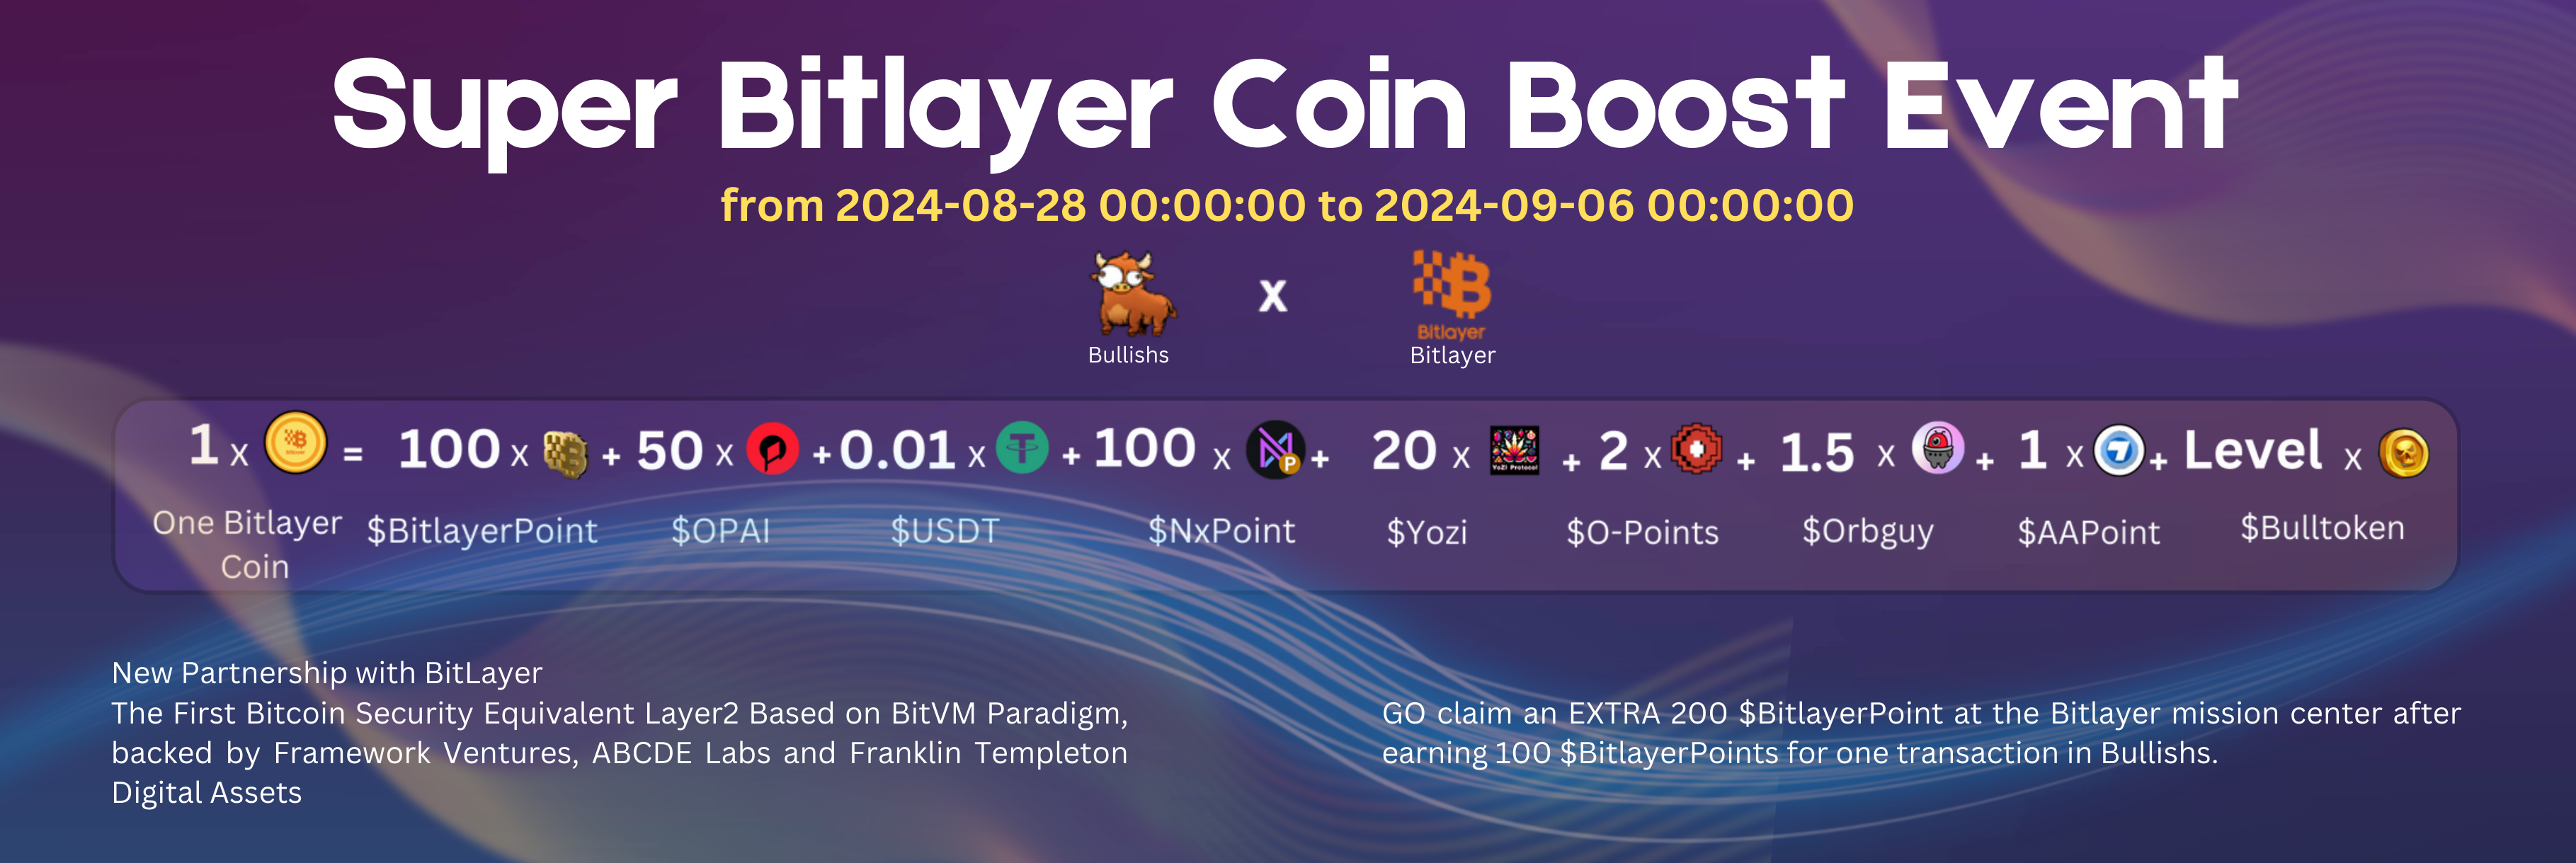 Super Bitlayer Coin Boost Event
from 2024-08-28 00:00:00 to 2024-09-06 00:00:00
X
Bitlayer
Bullishs
Bitlayer
1 x = 100 x + 50 x + 0.01 x + 100 x + 20 x + 2 x + 1.5 x + 1 x + Level x
YoZi Protocol
One Bitlayer Coin
$BitlayerPoint
$OPAI
$USDT
$NxPoint
$Yozi
$O-Points
$Orbguy
$AAPoint
$Bulltoken
New Partnership with BitLayer
The First Bitcoin Security Equivalent Layer2 Based on BitVM Paradigm,
backed by Framework Ventures, ABCDE Labs and Franklin Templeton
Digital Assets
GO claim an EXTRA 200 $BitlayerPoint at the Bitlayer mission center after
earning 100 $BitlayerPoints for one transaction in Bullishs.